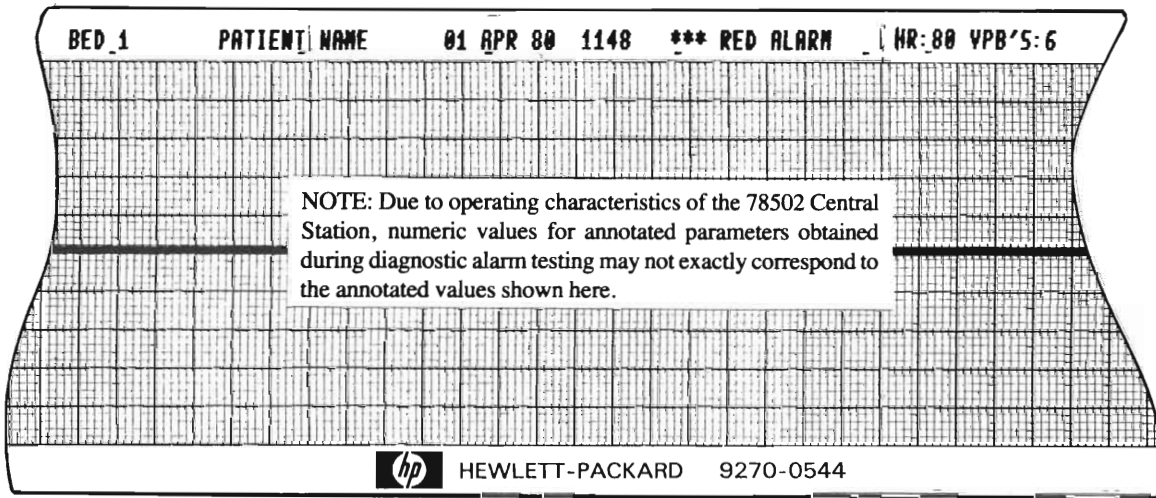 BED 1 PATIENT NAME 01 APR 80 1148 *** RED ALARM HR: 80 VPB'S: 6
NOTE: Due to operating characteristics of the 78502 Central
Station, numeric values for annotated parameters obtained
during diagnostic alarm testing may not exactly correspond to
the annotated values shown here.
hp HEWLETT-PACKARD 9270-0544